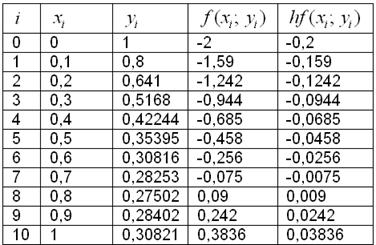 i x_i y_i f(x_i; y_i) hf(x_i; y_i)
0 0 1 -2 -0,2
1 0,1 0,8 -1,59 -0,159
2 0,2 0,641 -1,242 -0,1242
3 0,3 0,5168 -0,944 -0,0944
4 0,4 0,42244 -0,685 -0,0685
5 0,5 0,35395 -0,458 -0,0458
6 0,6 0,30816 -0,256 -0,0256
7 0,7 0,28253 -0,075 -0,0075
8 0,8 0,27502 0,09 0,009
9 0,9 0,28402 0,242 0,0242
10 1 0,30821 0,3836 0,03836